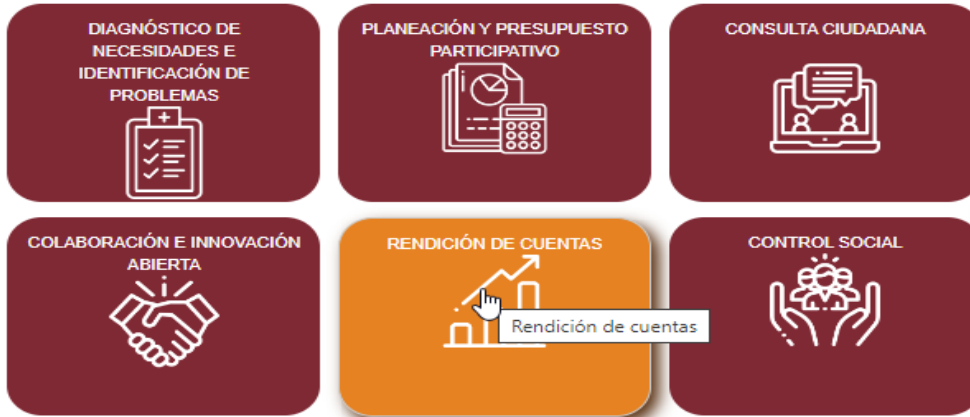 DIAGNÓSTICO DE
NECESIDADES E
IDENTIFICACIÓN DE
PROBLEMAS
PLANEACIÓN Y PRESUPUESTO
PARTICIPATIVO
CONSULTA CIUDADANA
COLABORACIÓN E INNOVACIÓN
ABIERTA
RENDICIÓN DE CUENTAS
Rendición de cuentas
CONTROL SOCIAL